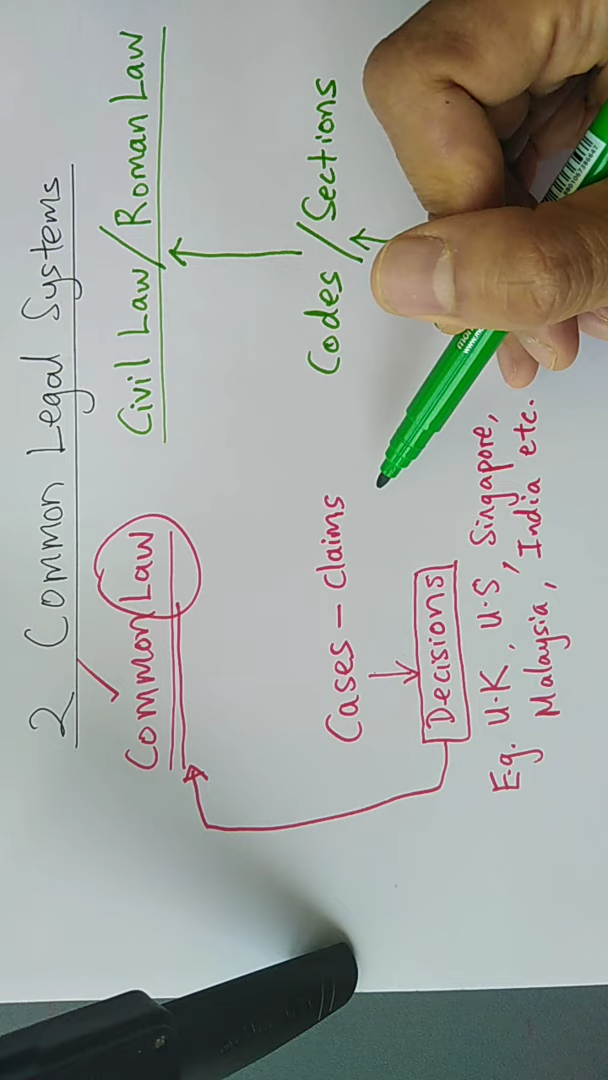 2 Common Legal Systems
Common Law
Civil Law/Roman Law
Cases - claims
Decisions
E.g. U.K, U.S, Singapore,
Malaysia, India etc.
Codes/Sections